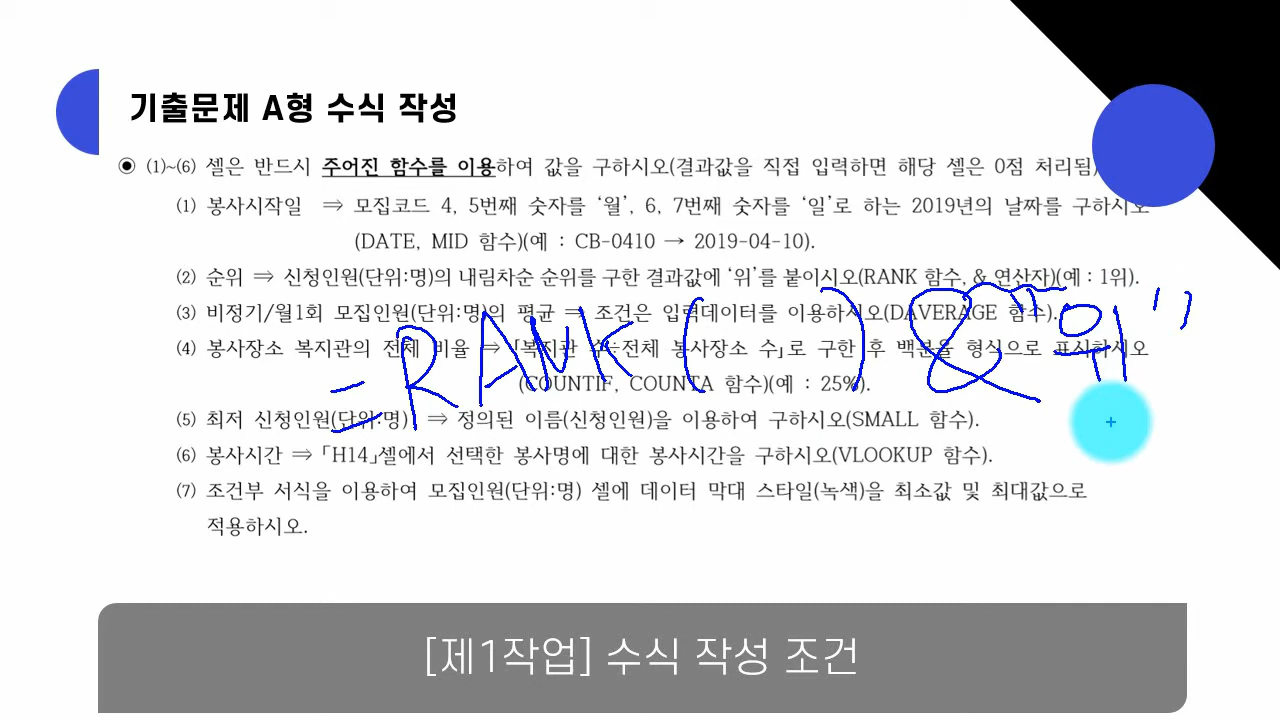 기출문제 A형 수식 작성
◉ (1)~(6) 셀은 반드시 주어진 함수를 이용하여 값을 구하시오(결과값을 직접 입력하면 해당 셀은 0점 처리됨)
(1) 봉사시작일 ⇒ 모집코드 4, 5번째 숫자를 ‘월’, 6, 7번째 숫자를 ‘일’로 하는 2019년의 날짜를 구하시오
(DATE, MID 함수)(예 : CB-0410 → 2019-04-10).
(2) 순위 ⇒ 신청인원(단위:명)의 내림차순 순위를 구한 결과값에 ‘위’를 붙이시오(RANK 함수, & 연산자)(예 : 1위).
(3) 비정기/월1회 모집인원(단위:명)의 평균 ⇒ 조건은 입력데이터를 이용하시오(DAVERAGE 함수).
=RANK( )&"위"
(4) 봉사장소 복지관의 전체 비율 ⇒ 「복지관 수÷전체 봉사장소 수」로 구한 후 백분율 형식으로 표시하시오
(COUNTIF, COUNTA 함수)(예 : 25%).
(5) 최저 신청인원(단위:명) ⇒ 정의된 이름(신청인원)을 이용하여 구하시오(SMALL 함수).
(6) 봉사시간 ⇒ 「H14」셀에서 선택한 봉사명에 대한 봉사시간을 구하시오(VLOOKUP 함수).
(7) 조건부 서식을 이용하여 모집인원(단위:명) 셀에 데이터 막대 스타일(녹색)을 최소값 및 최대값으로
적용하시오.
[제1작업] 수식 작성 조건